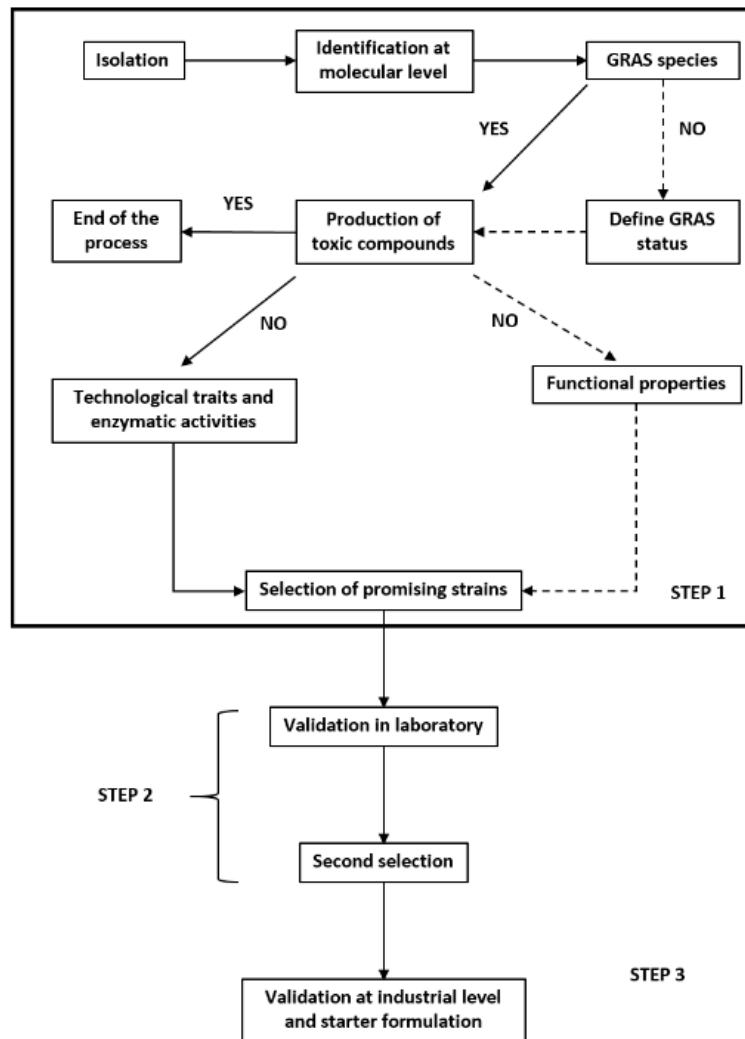 Isolation
Identification at
molecular level
GRAS species
YES
NO
End of the
process
YES
Production of
toxic compounds
Define GRAS
status
NO
NO
Technological traits and
enzymatic activities
Functional properties
Selection of promising strains
STEP 1
Validation in laboratory
STEP 2
Second selection
STEP 3
Validation at industrial level
and starter formulation